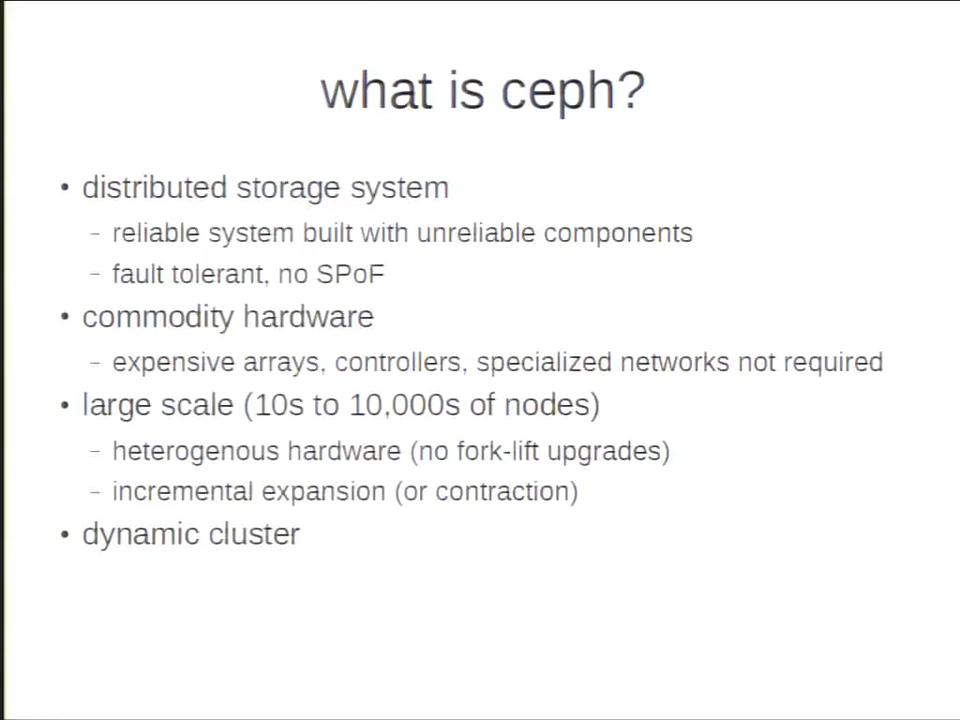 what is ceph?
• distributed storage system
– reliable system built with unreliable components
– fault tolerant, no SPoF
• commodity hardware
– expensive arrays, controllers, specialized networks not required
• large scale (10s to 10,000s of nodes)
– heterogenous hardware (no fork-lift upgrades)
– incremental expansion (or contraction)
• dynamic cluster